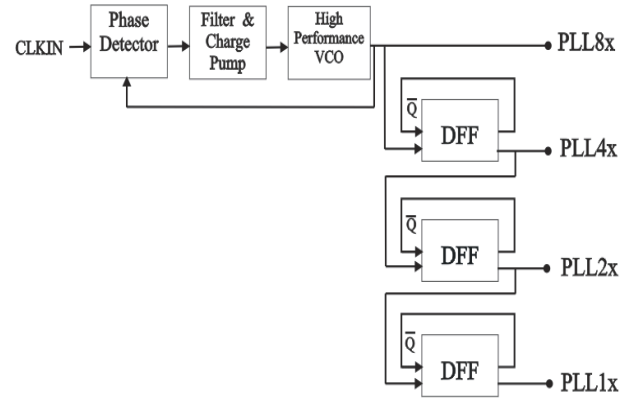 CLKIN
Phase
Detector
Filter &
Charge
Pump
High
Performance
VCO
PLL8x
Q̅
DFF
PLL4x
Q̅
DFF
PLL2x
Q̅
DFF
PLL1x